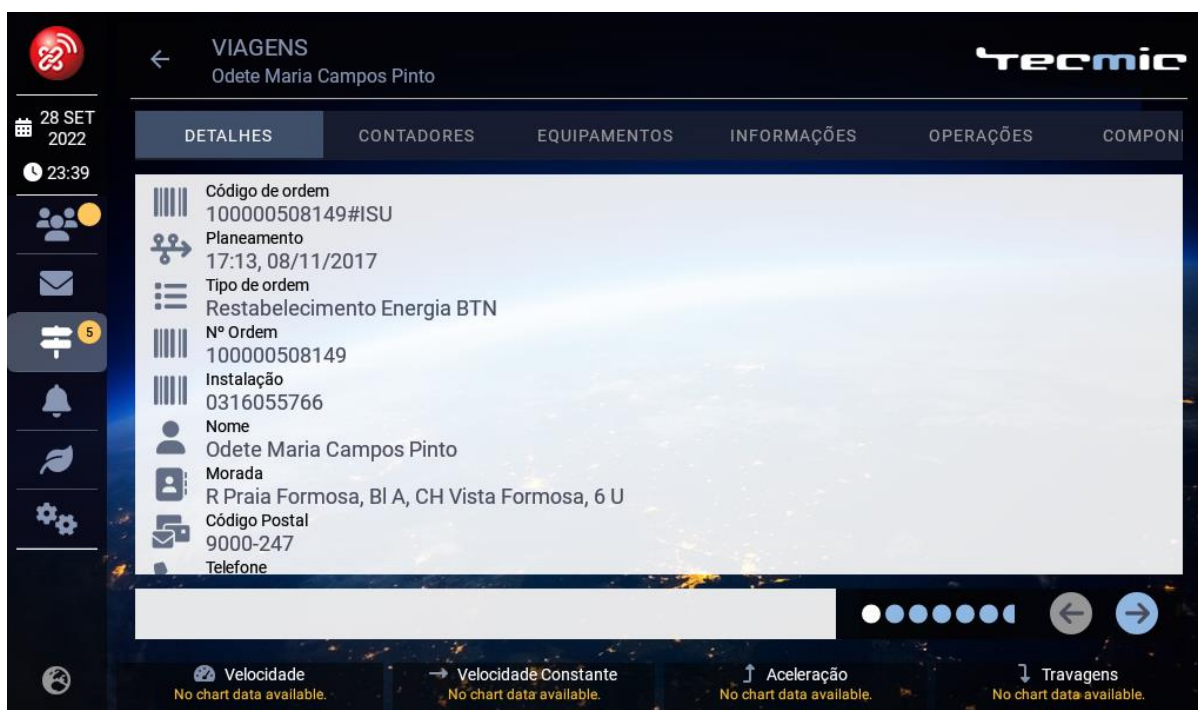 VIAGENS
Odete Maria Campos Pinto
tecmic
28 SET
2022
23:39
DETALHES
CONTADORES
EQUIPAMENTOS
INFORMAÇÕES
OPERAÇÕES
COMPON
Código de ordem
100000508149#ISU
Planeamento
17:13, 08/11/2017
Tipo de ordem
Restabelecimento Energia BTN
Nº Ordem
100000508149
Instalação
0316055766
Nome
Odete Maria Campos Pinto
Morada
R Praia Formosa, Bl A, CH Vista Formosa, 6 U
Código Postal
9000-247
Telefone
5
Velocidade
No chart data available.
Velocidade Constante
No chart data available.
Aceleração
No chart data available.
Travagens
No chart data available.